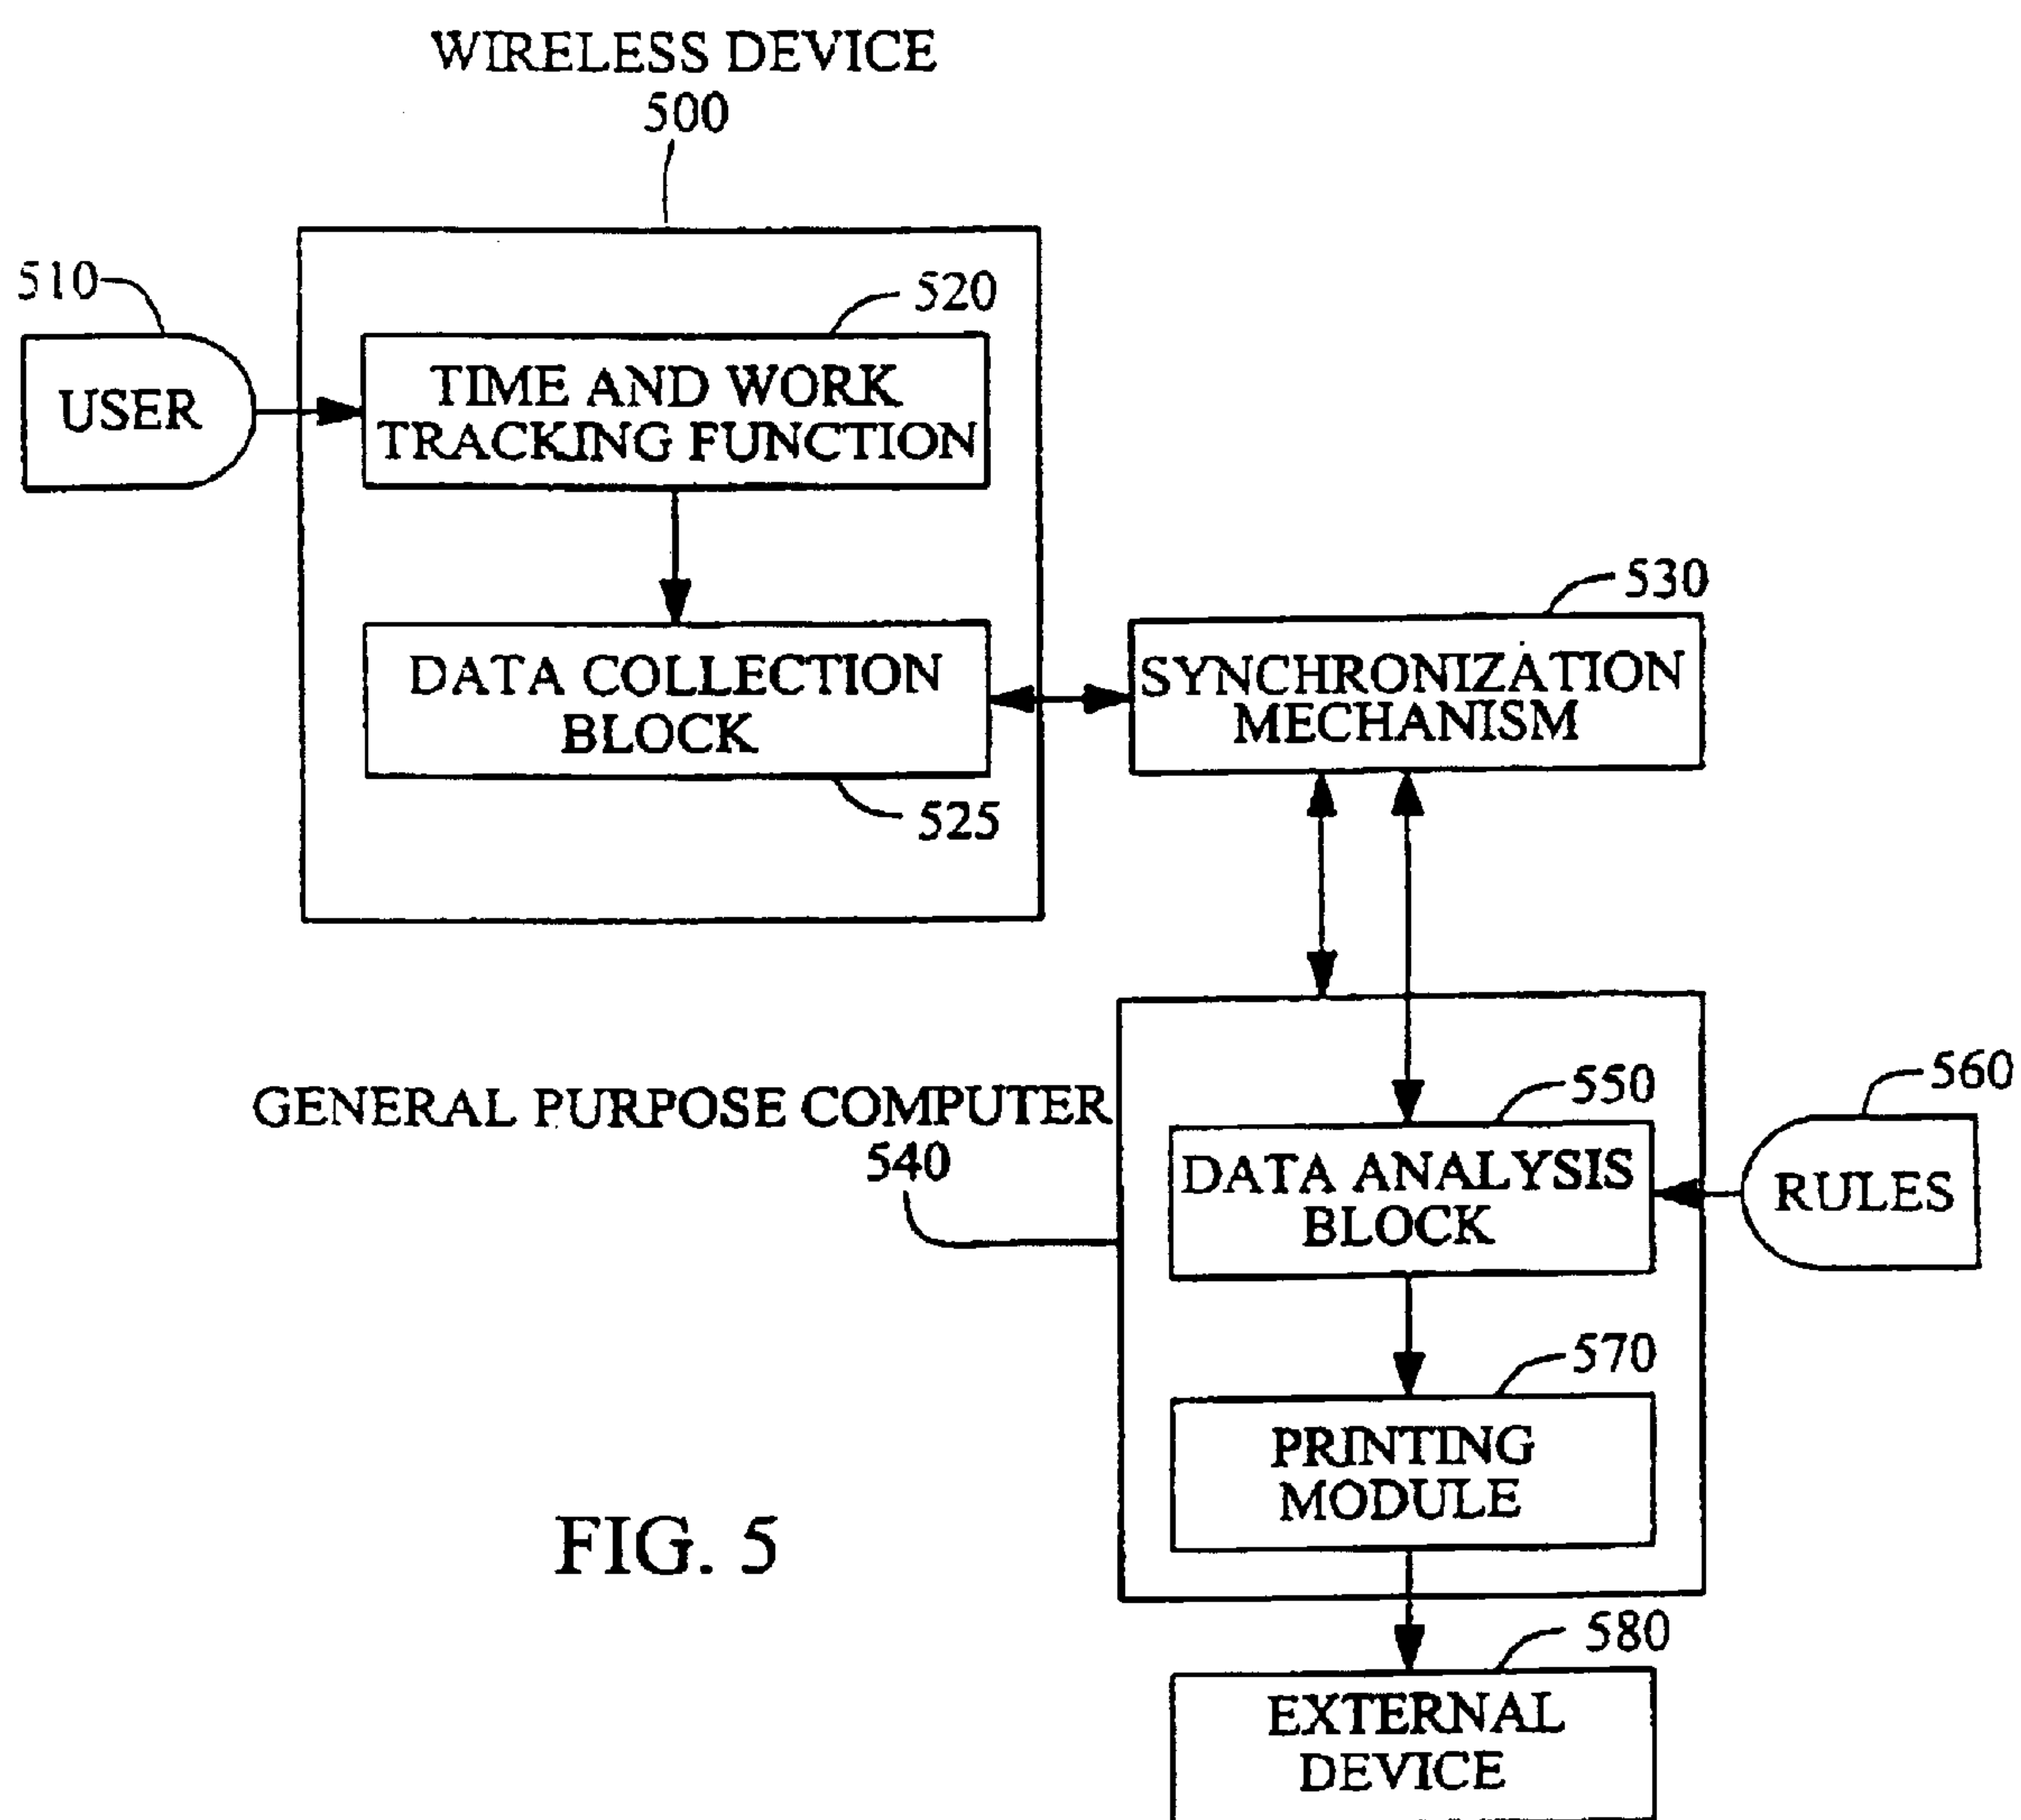 WIRELESS DEVICE
500
510
520
USER
TIME AND WORK
TRACKING FUNCTION
530
DATA COLLECTION
BLOCK
SYNCHRONIZATION
MECHANISM
525
GENERAL PURPOSE COMPUTER
540
550
560
DATA ANALYSIS
BLOCK
RULES
570
PRINTING
MODULE
FIG. 5
580
EXTERNAL
DEVICE